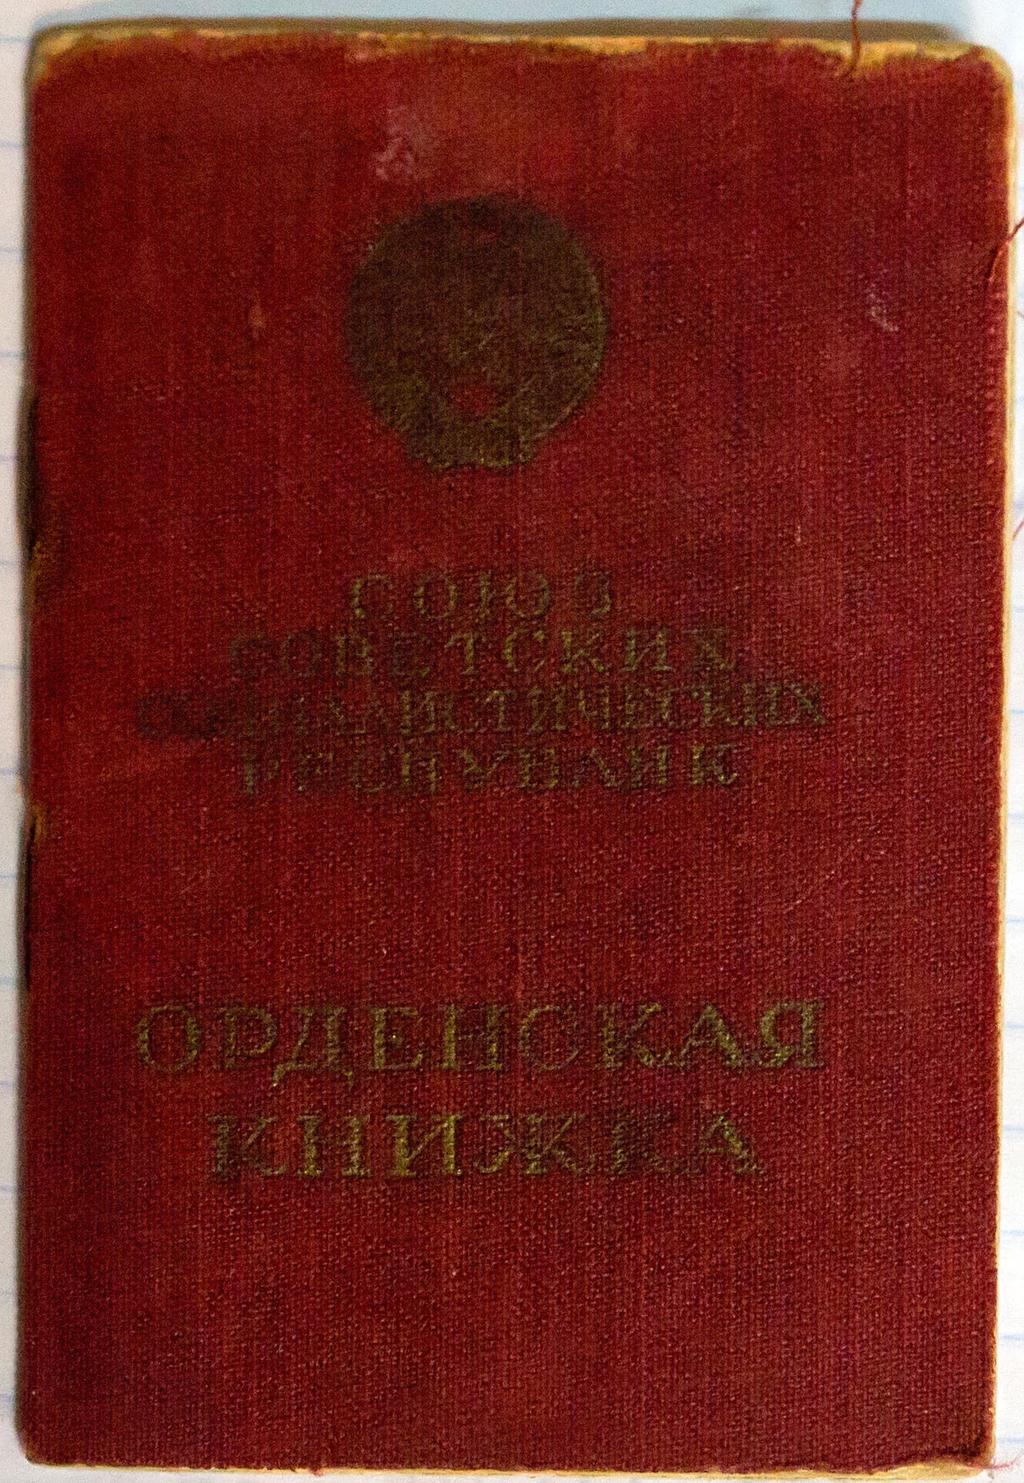 СОЮЗ
СОВЕТСКИХ
СОЦИАЛИСТИЧЕСКИХ
РЕСПУБЛИК
ОРДЕНСКАЯ
КНИЖКА